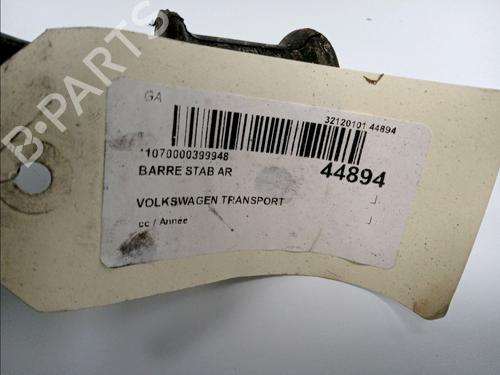 B-PARTS
GA
32120101 44894
*1070000399948
BARRE STAB AR
44894
VOLKSWAGEN TRANSPORT
cc / Année